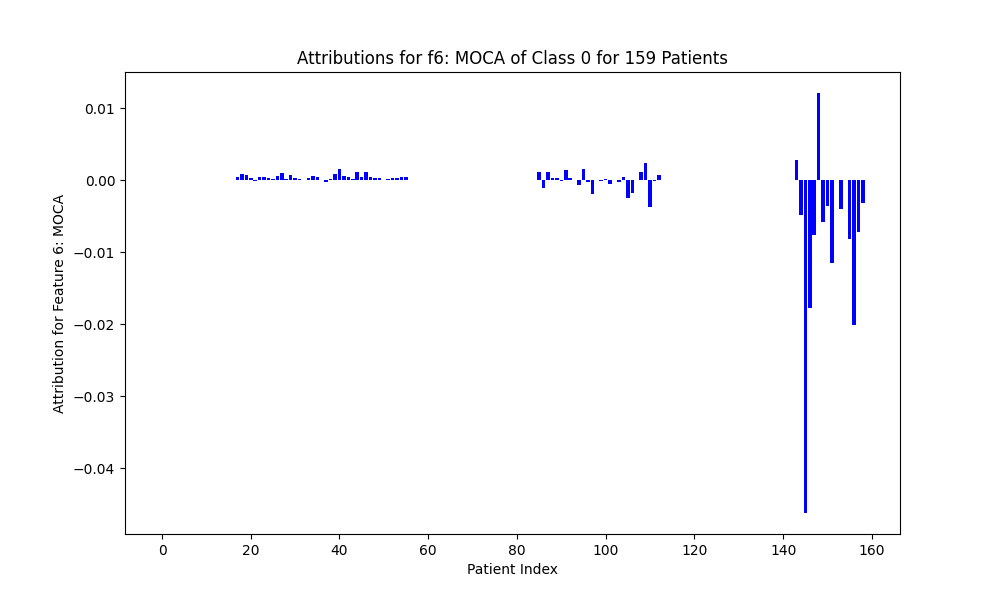 Attributions for f6: MOCA of Class 0 for 159 Patients
Attribution for Feature 6: MOCA
0.01
0.00
−0.01
−0.02
−0.03
−0.04
0 20 40 60 80 100 120 140 160
Patient Index